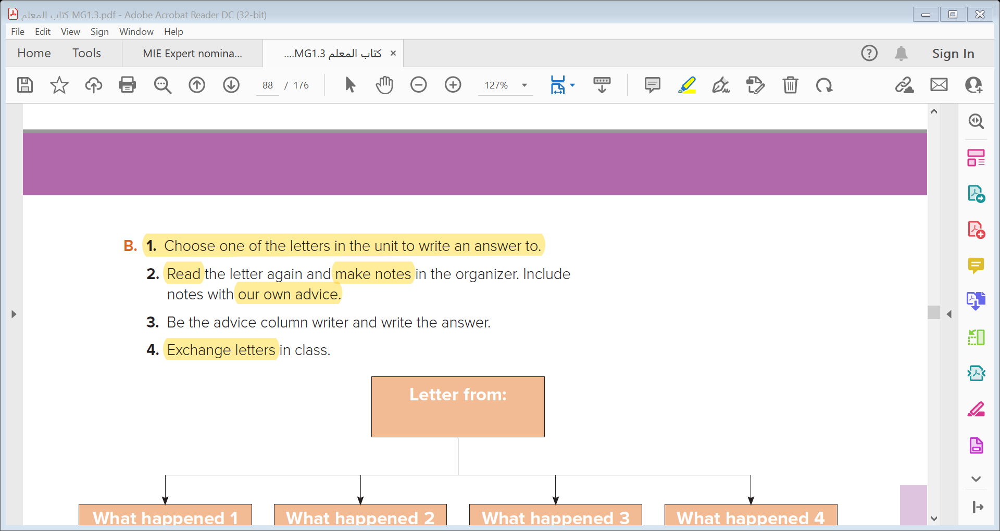 كتاب المعلم MG1.3.pdf - Adobe Acrobat Reader DC (32-bit)
File Edit View Sign Window Help
Home Tools MIE Expert nomina... ....MG1.3 كتاب المعلم × Sign In
88 / 176 127%
B. 1. Choose one of the letters in the unit to write an answer to.
2. Read the letter again and make notes in the organizer. Include
notes with our own advice.
3. Be the advice column writer and write the answer.
4. Exchange letters in class.
Letter from:
What happened 1 What happened 2 What happened 3 What happened 4